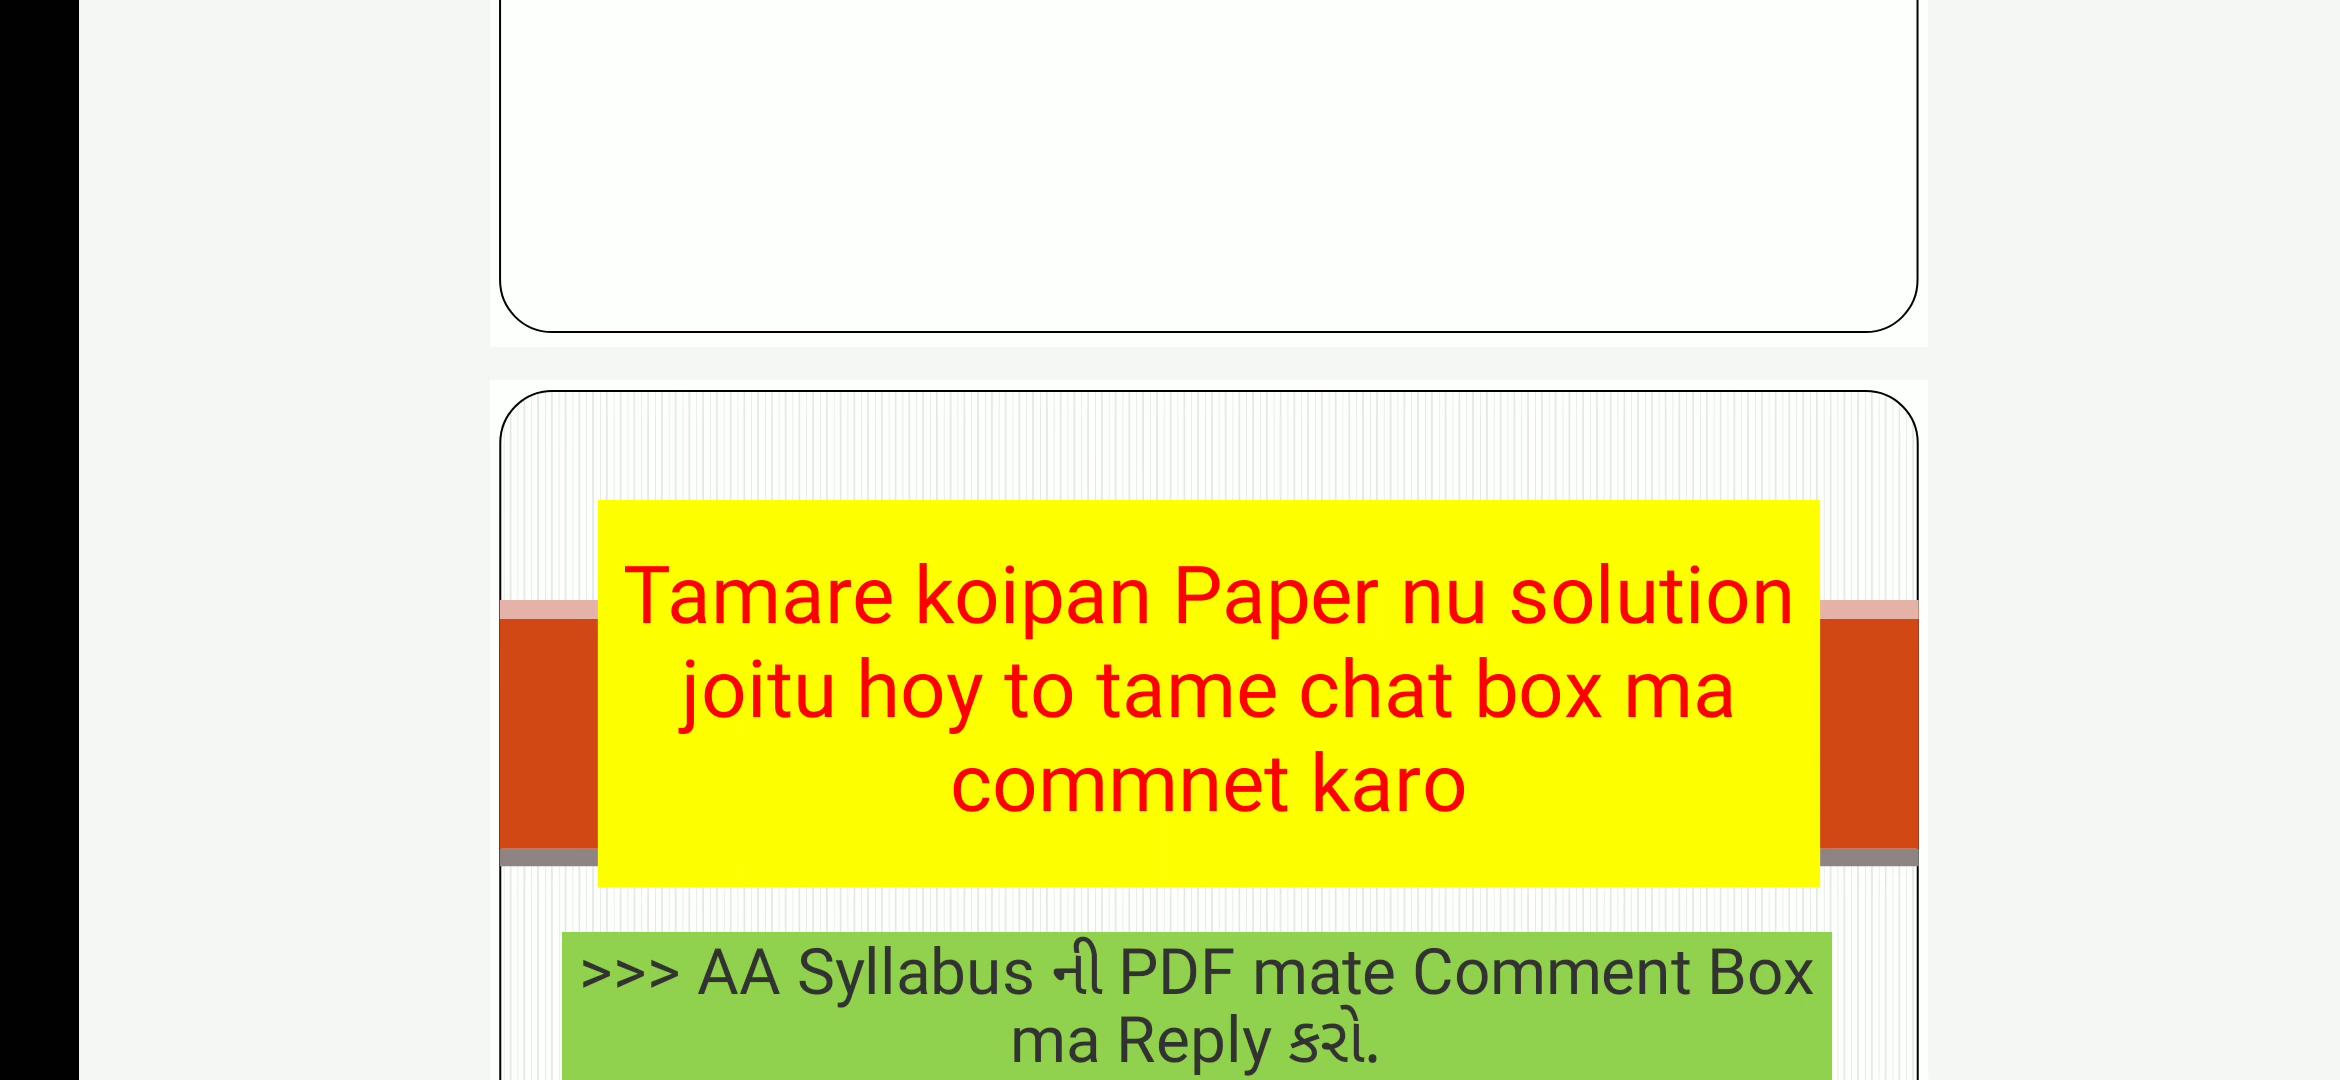 Tamare koipan Paper nu solution
joitu hoy to tame chat box ma
commnet karo
>>> AA Syllabus ની PDF mate Comment Box
ma Reply કરો.